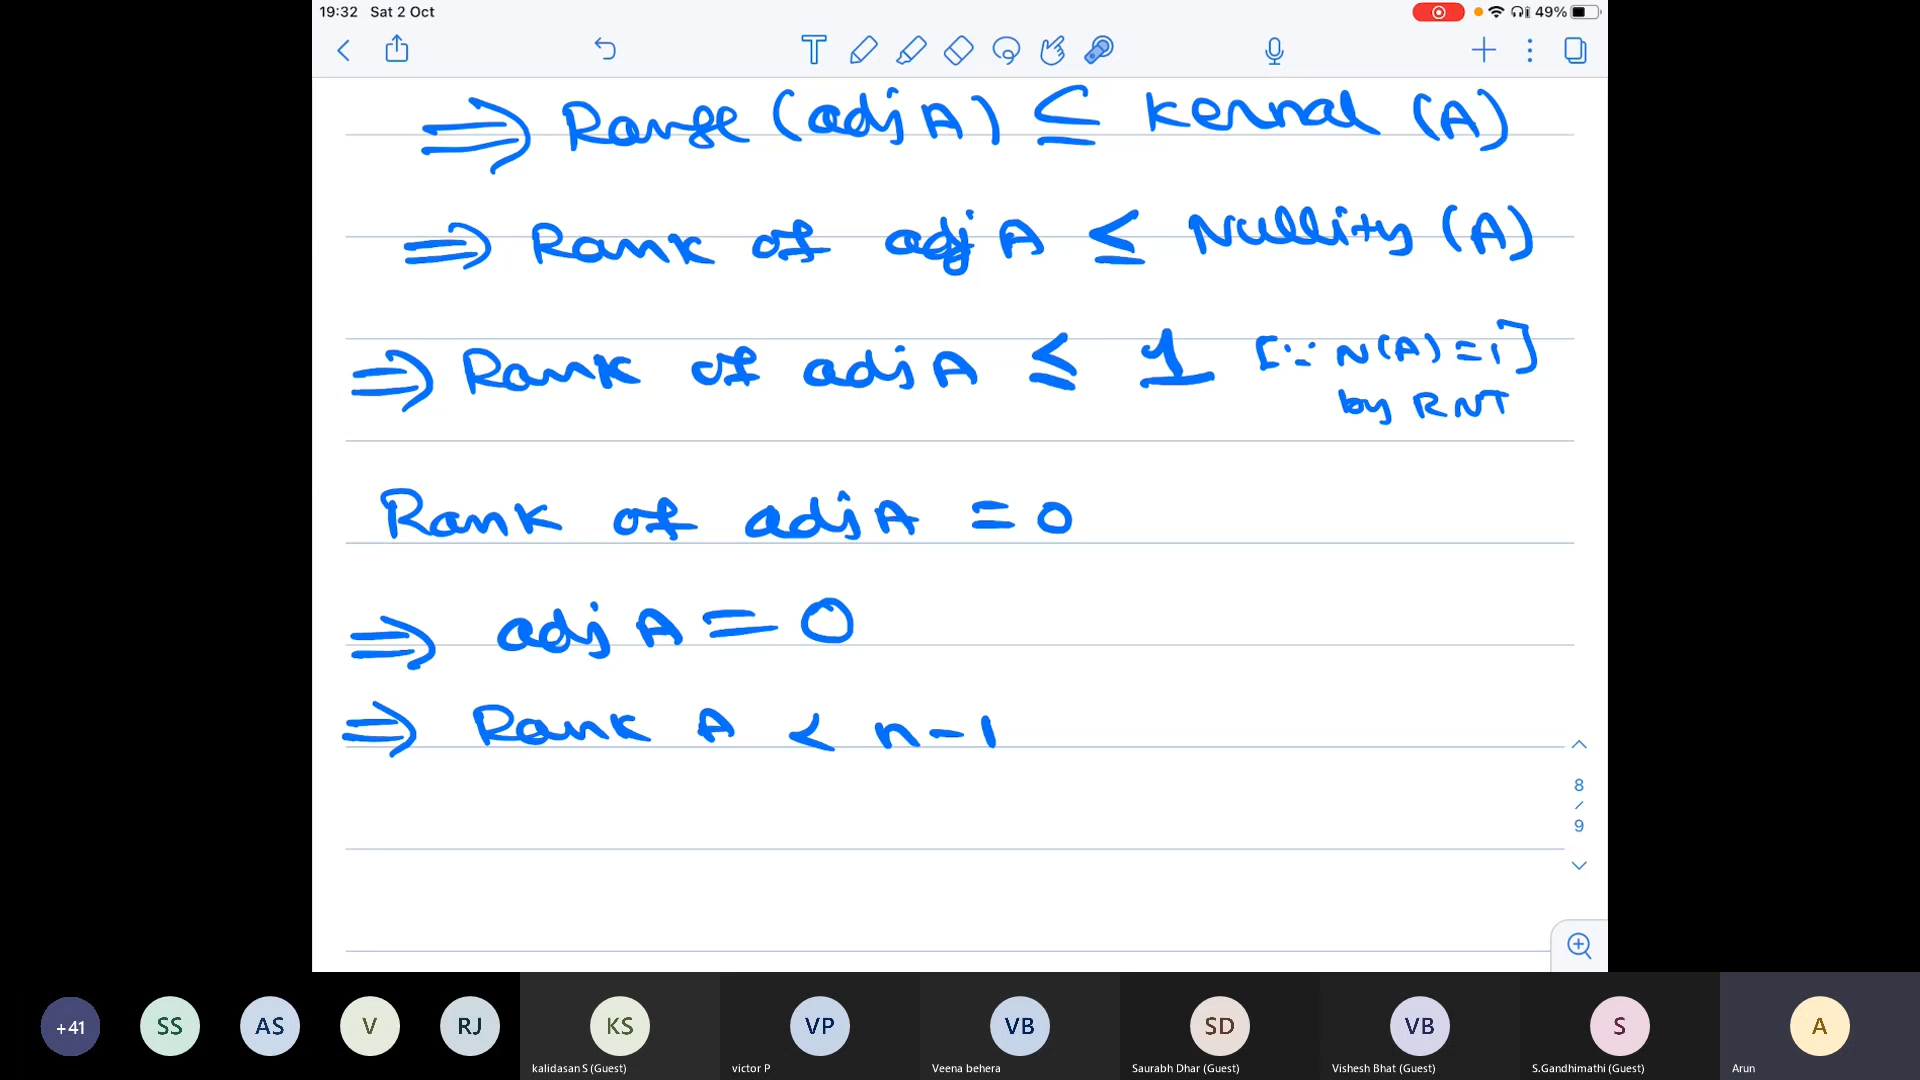 19:32 Sat 2 Oct 49%
T
⇒ Range (adj A) ⊆ Kernal (A)
⇒ Rank of adj A ≤ Nullity (A)
⇒ Rank of adj A ≤ 1 [∵ N(A) = 1]
by RNT
Rank of adj A = 0
⇒ adj A = 0
⇒ Rank A < n-1
8
/
9
+41 SS AS V RJ KS VP VB SD VB S A
kalidasan S (Guest) victor P Veena behera Saurabh Dhar (Guest) Vishesh Bhat (Guest) S.Gandhimathi (Guest) Arun